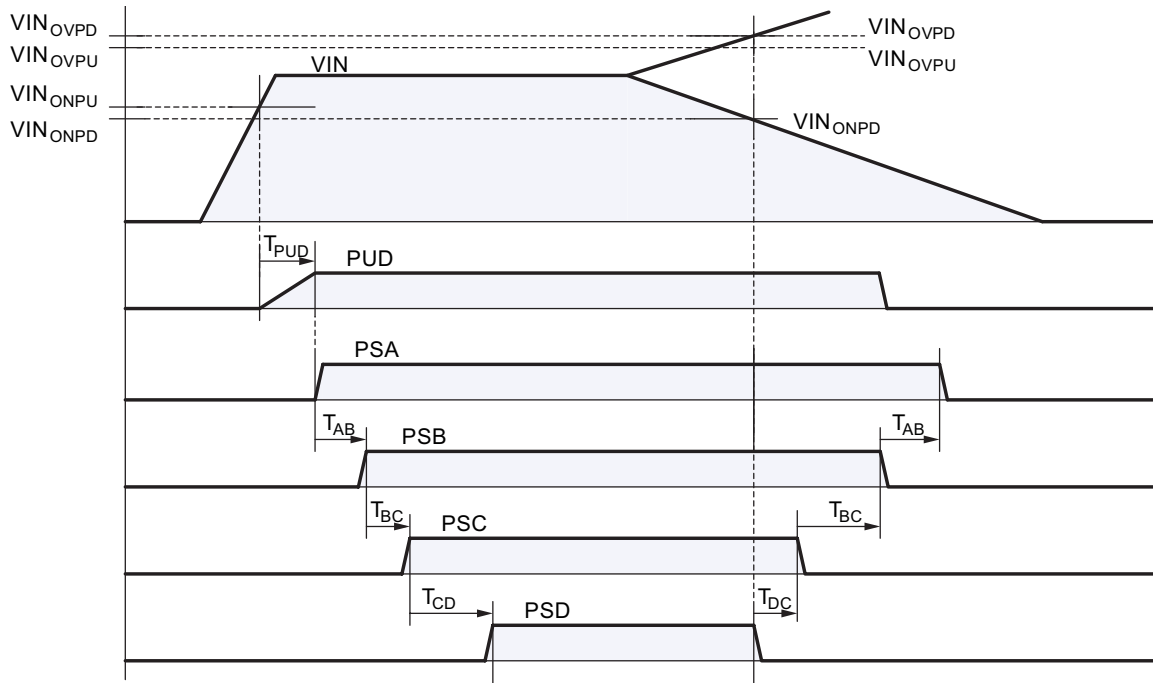 VIN_OVPD
VIN_OVPU
VIN_ONPU
VIN_ONPD
VIN
VIN_OVPD
VIN_OVPU
VIN_ONPD
T_PUD
PUD
PSA
T_AB
PSB
T_AB
T_BC
PSC
T_BC
T_CD
PSD
T_DC